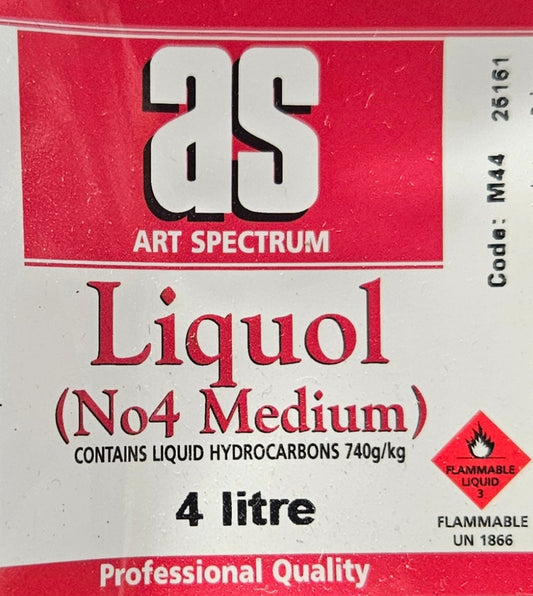 as
ART SPECTRUM
Liquol
(No4 Medium)
CONTAINS LIQUID HYDROCARBONS 740g/kg
4 litre
Professional Quality
Code: M44 25161
FLAMMABLE
LIQUID
3
FLAMMABLE
UN 1866